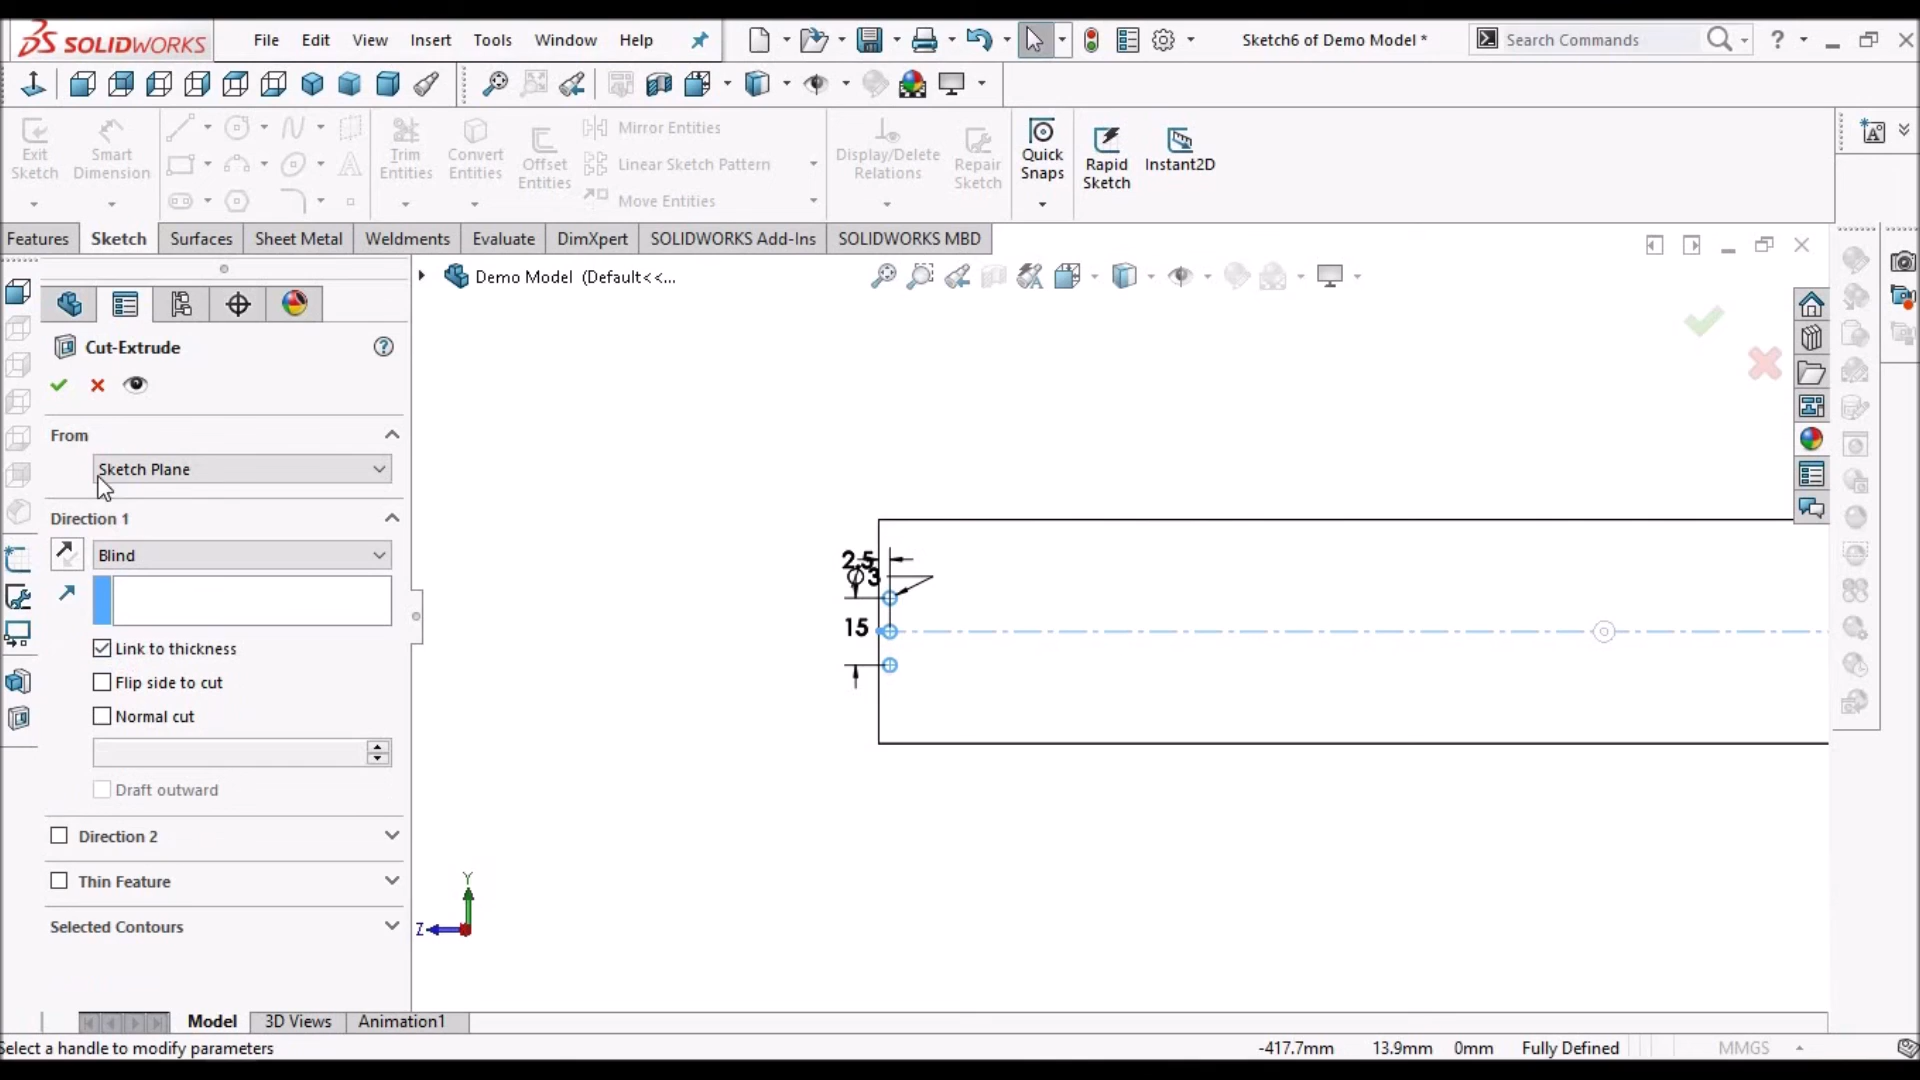 SOLIDWORKS File Edit View Insert Tools Window Help Sketch6 of Demo Model * Search Commands ?
Exit Sketch
Smart Dimension
Trim Entities
Convert Entities
Offset Entities
Mirror Entities
Linear Sketch Pattern
Move Entities
Display/Delete Relations
Repair Sketch
Quick Snaps
Rapid Sketch
Instant2D
Features Sketch Surfaces Sheet Metal Weldments Evaluate DimXpert SOLIDWORKS Add-Ins SOLIDWORKS MBD
Demo Model (Default<<...
Cut-Extrude ?
From
Sketch Plane
Direction 1
Blind
Link to thickness
Flip side to cut
Normal cut
Draft outward
Direction 2
Thin Feature
Selected Contours
2.5
Ø3
15
Y
Z
Model 3D Views Animation1
Select a handle to modify parameters -417.7mm 13.9mm 0mm Fully Defined MMGS